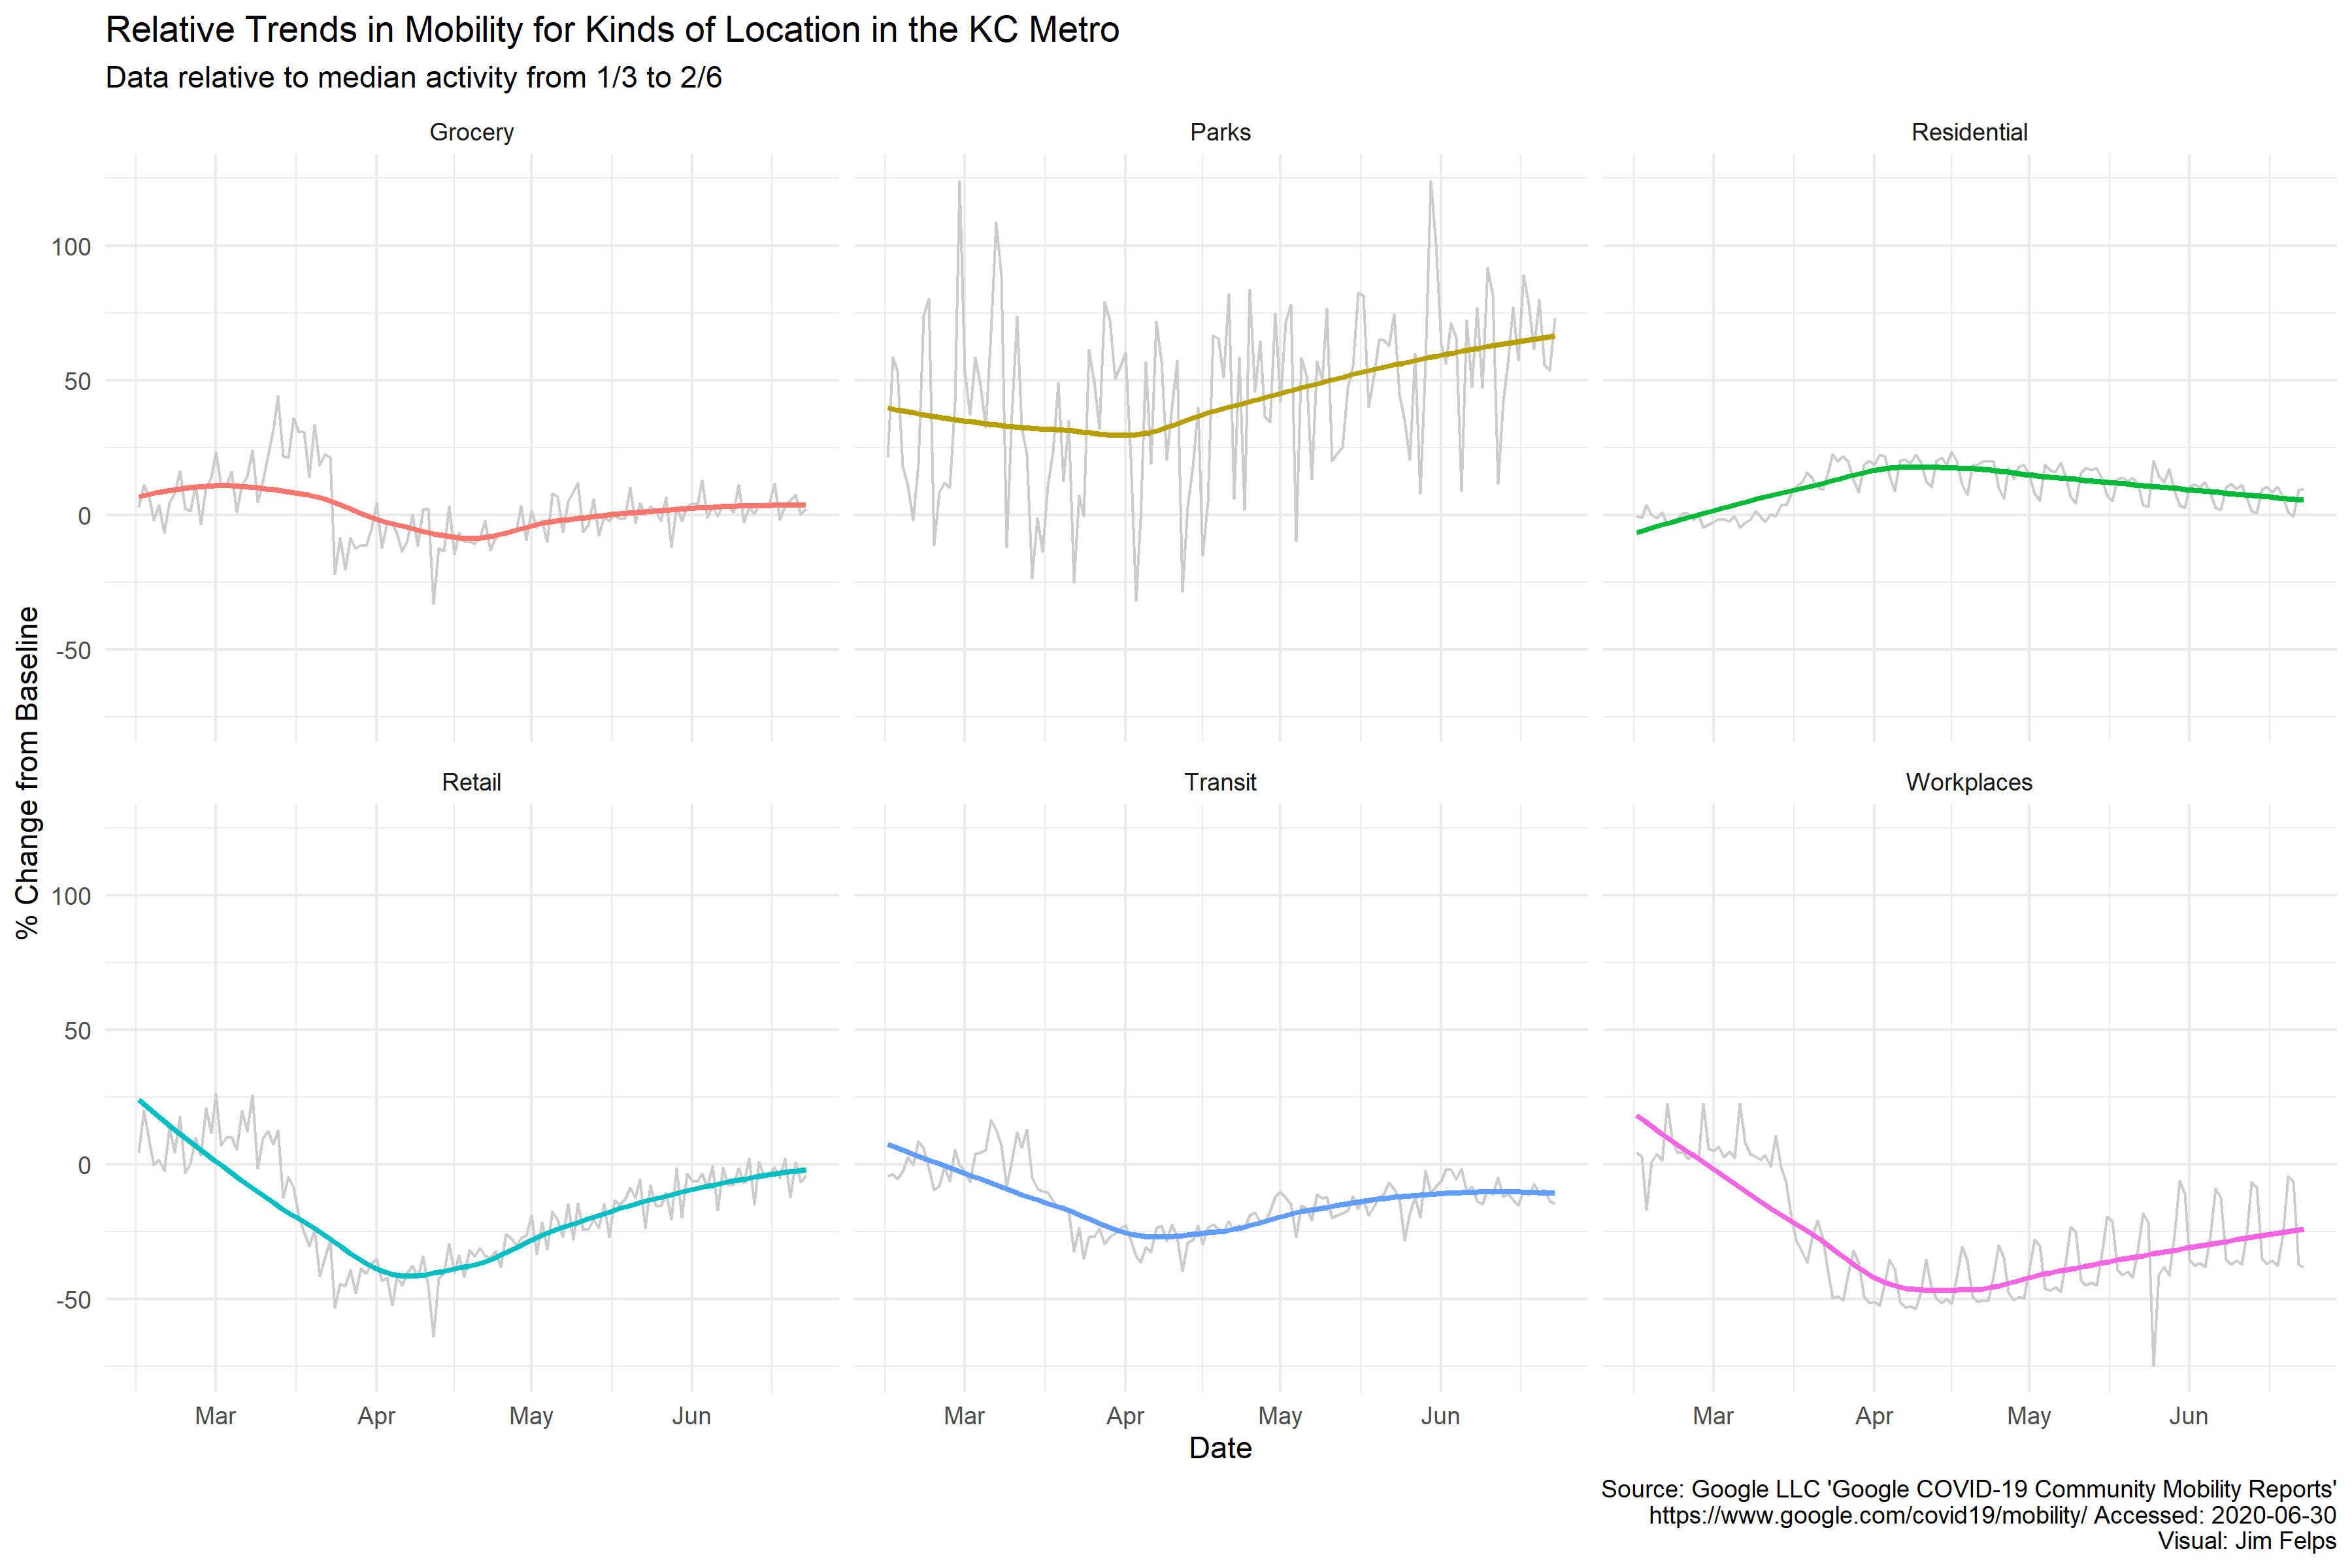 Relative Trends in Mobility for Kinds of Location in the KC Metro
Data relative to median activity from 1/3 to 2/6
Grocery Parks Residential
100
50
0
-50
% Change from Baseline
Retail Transit Workplaces
100
50
0
-50
Mar Apr May Jun Mar Apr May Jun Mar Apr May Jun
Date
Source: Google LLC 'Google COVID-19 Community Mobility Reports'
https://www.google.com/covid19/mobility/ Accessed: 2020-06-30
Visual: Jim Felps